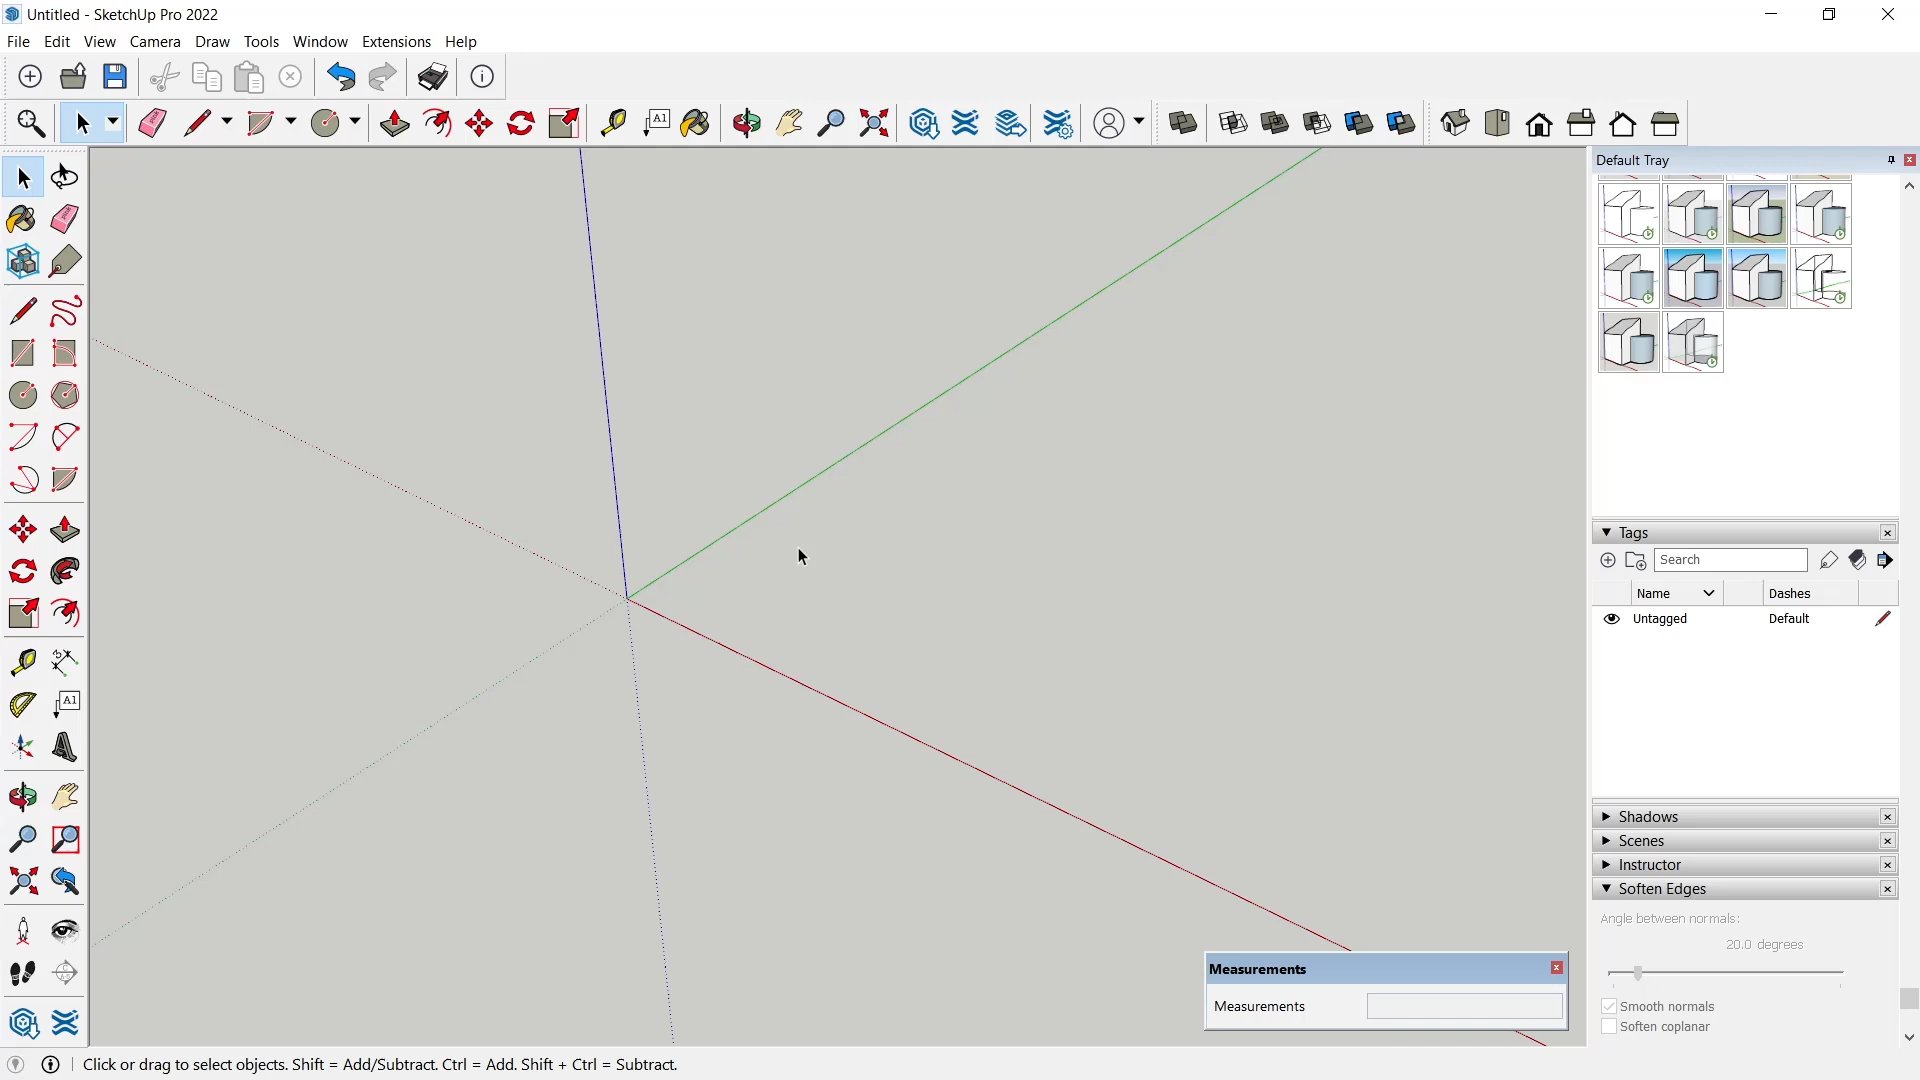 Untitled - SketchUp Pro 2022
File Edit View Camera Draw Tools Window Extensions Help
A1
Default Tray
Tags
Search
Name Dashes
Untagged Default
A1
Shadows
Scenes
Instructor
Soften Edges
Angle between normals:
20.0 degrees
Smooth normals
Soften coplanar
Measurements
Measurements
Click or drag to select objects. Shift = Add/Subtract. Ctrl = Add. Shift + Ctrl = Subtract.